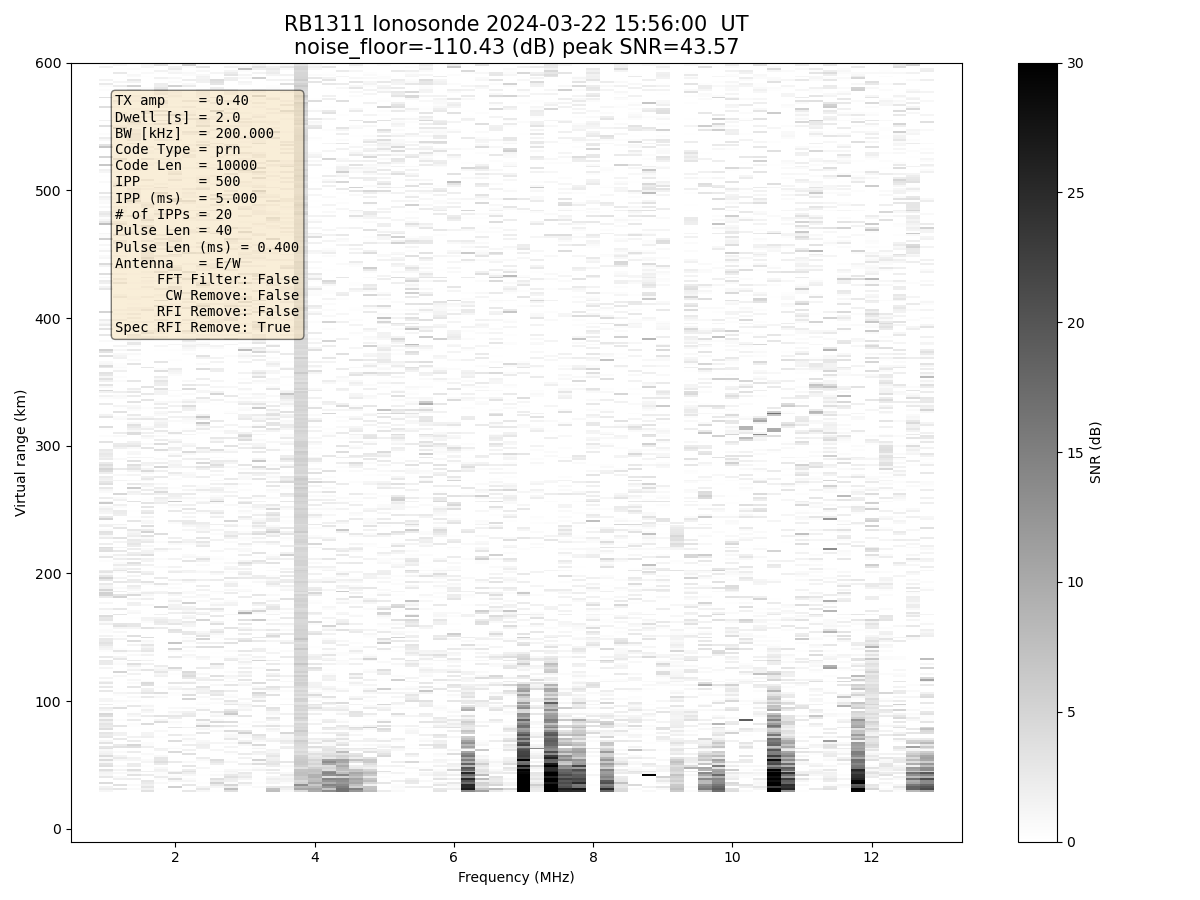 RB1311 Ionosonde 2024-03-22 15:56:00  UT
noise_floor=-110.43 (dB) peak SNR=43.57
TX amp    = 0.40
Dwell [s] = 2.0
BW [kHz]  = 200.000
Code Type = prn
Code Len  = 10000
IPP       = 500
IPP (ms)  = 5.000
# of IPPs = 20
Pulse Len = 40
Pulse Len (ms) = 0.400
Antenna   = E/W
FFT Filter: False
CW Remove: False
RFI Remove: False
Spec RFI Remove: True
Virtual range (km)
600
500
400
300
200
100
0
2
4
6
8
10
12
Frequency (MHz)
30
25
20
15
10
5
0
SNR (dB)